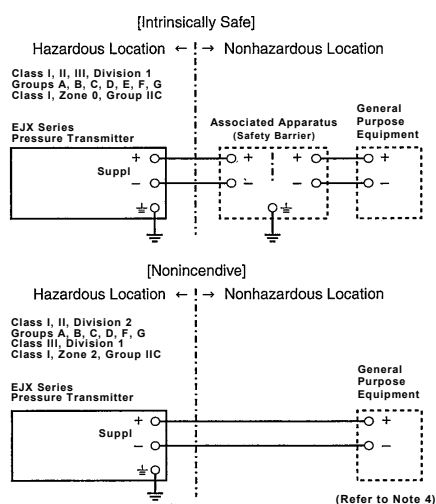 [Intrinsically Safe]
Hazardous Location ← → Nonhazardous Location
Class I, II, III, Division 1
Groups A, B, C, D, E, F, G
Class I, Zone 0, Group IIC
EJX Series
Pressure Transmitter
Associated Apparatus
(Safety Barrier)
General
Purpose
Equipment
+ + + +
Suppl
− − − −
[Nonincendive]
Hazardous Location ← → Nonhazardous Location
Class I, II, Division 2
Groups A, B, C, D, F, G
Class III, Division 1
Class I, Zone 2, Group IIC
EJX Series
Pressure Transmitter
General
Purpose
Equipment
+ +
Suppl
− −
(Refer to Note 4)